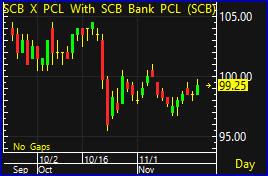 SCB X PCL With SCB Bank PCL (SCB)
105.00
100.00
99.25
95.00
No Gaps
10/2 10/16 11/1
Sep Oct Nov
Day